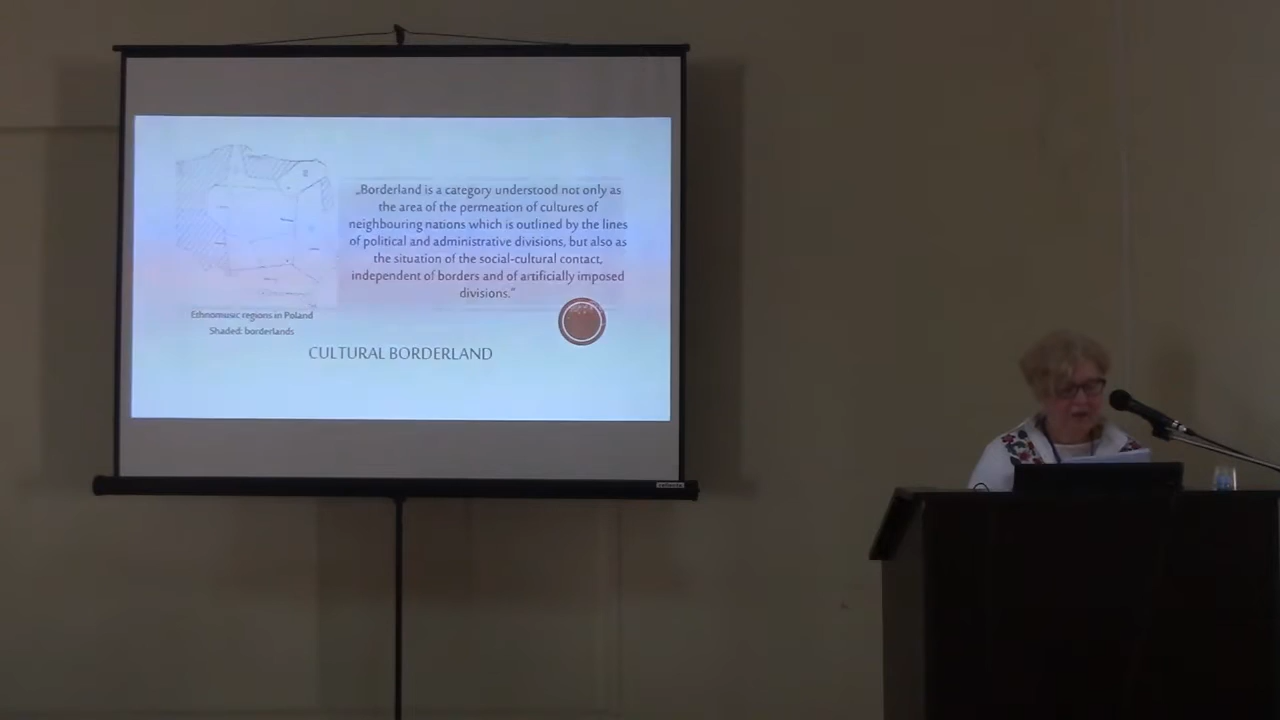 „Borderland is a category understood not only as
the area of the permeation of cultures of
neighbouring nations which is outlined by the lines
of political and administrative divisions, but also as
the situation of the social-cultural contact,
independent of borders and of artificially imposed
divisions.”
Ethnomusic regions in Poland
Shaded: borderlands
CULTURAL BORDERLAND